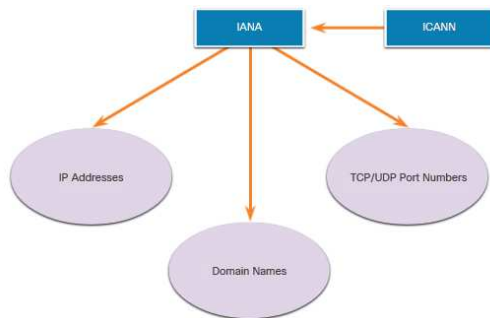 IANA
ICANN
IP Addresses
TCP/UDP Port Numbers
Domain Names